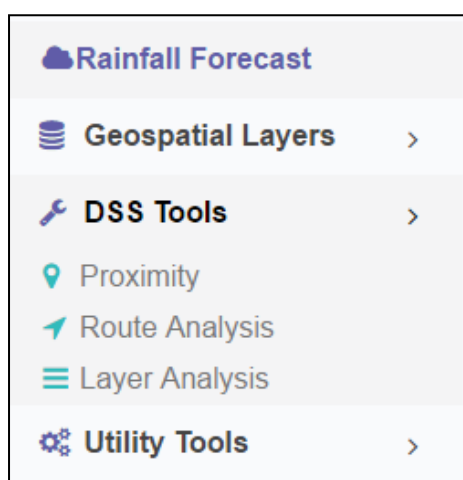 Rainfall Forecast
Geospatial Layers
DSS Tools
Proximity
Route Analysis
Layer Analysis
Utility Tools